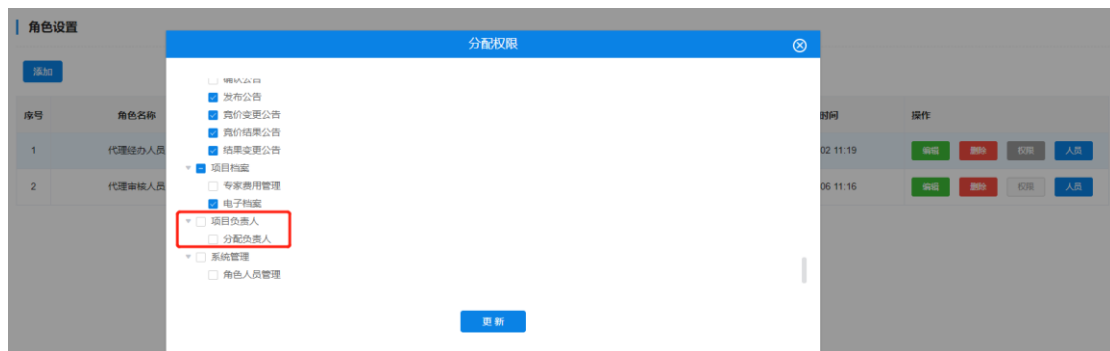 角色设置
分配权限
添加
确认公告
发布公告
竞价变更公告
竞价结果公告
结果变更公告
项目档案
专家费用管理
电子档案
项目负责人
分配负责人
系统管理
角色人员管理
更新
序号 角色名称 时间 操作
1 代理经办人员 02 11:19 编辑 删除 权限 人员
2 代理审核人员 06 11:16 编辑 删除 权限 人员